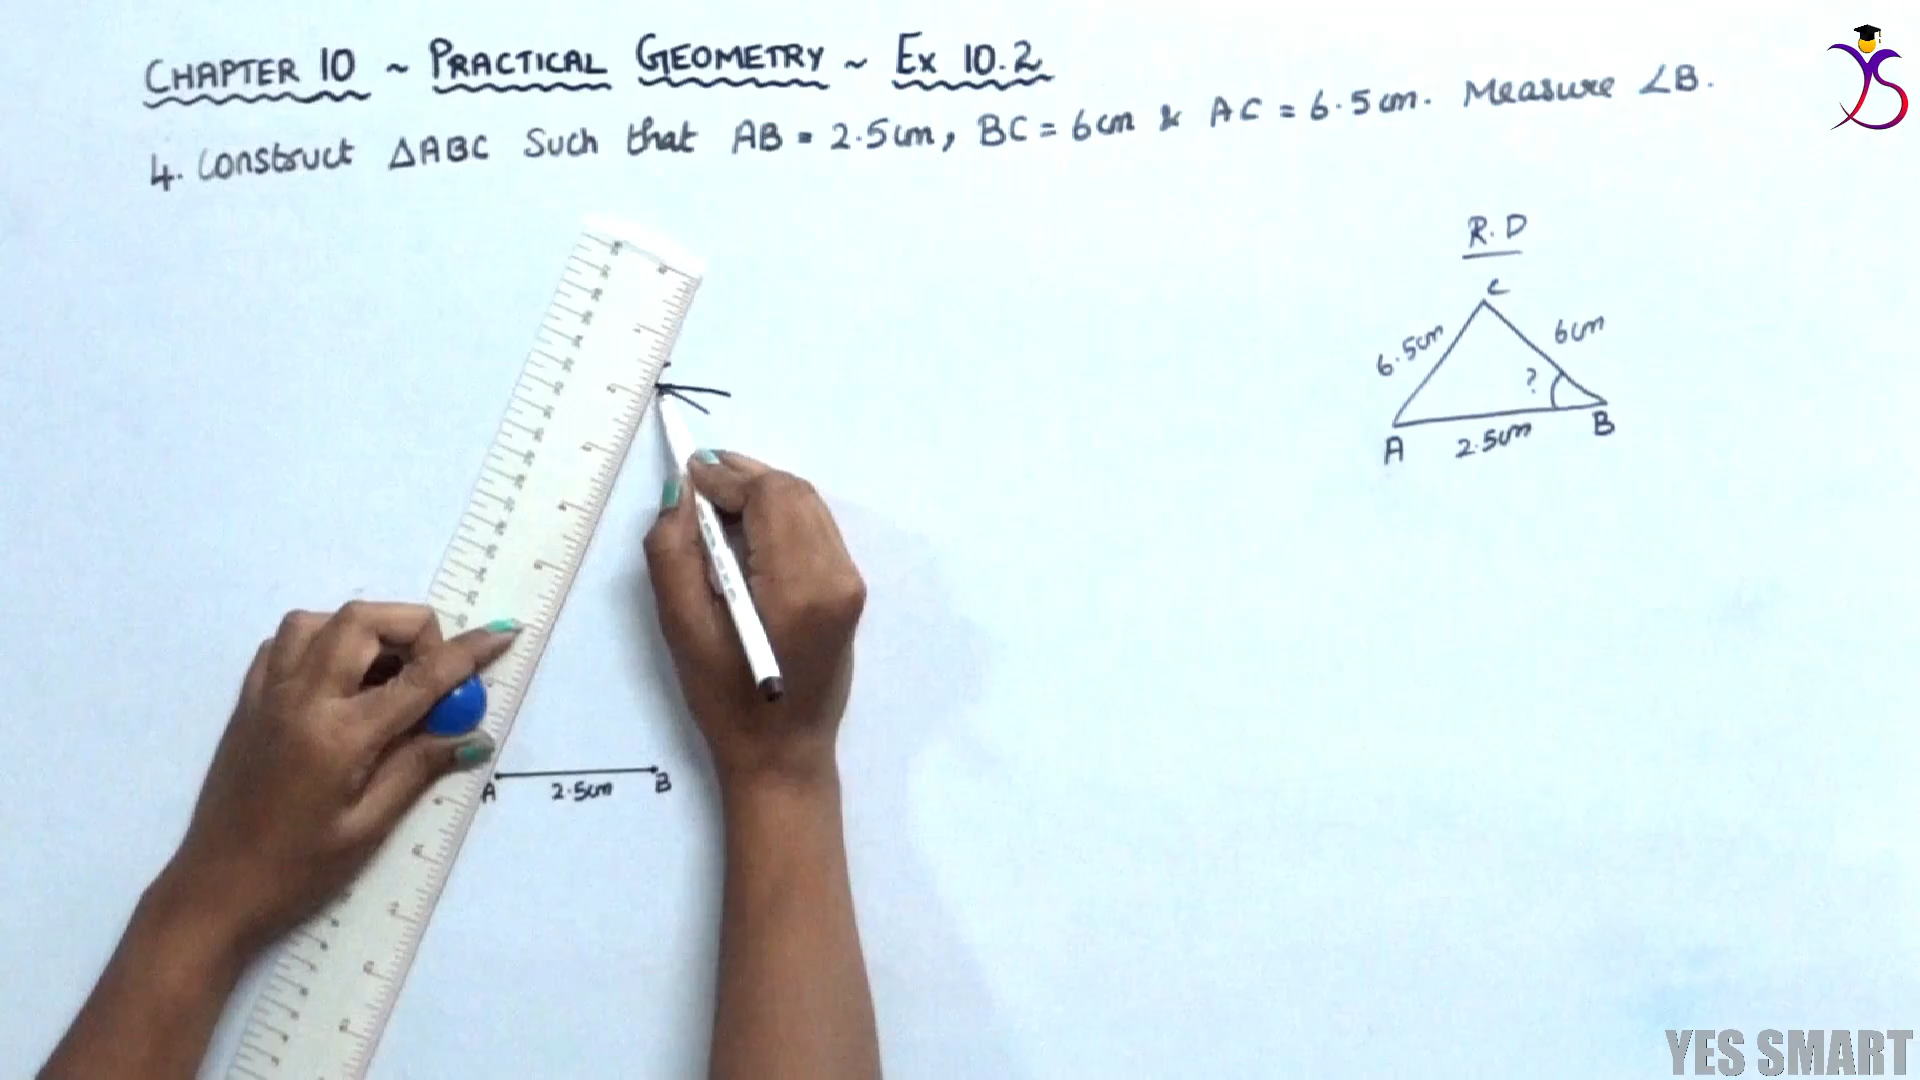 CHAPTER 10 ~ PRACTICAL GEOMETRY ~ Ex 10.2
4. Construct △ABC Such that AB = 2.5cm, BC = 6cm & AC = 6.5cm. Measure ∠B.
R.D
C
6.5cm 6cm
?
A 2.5cm B
A 2.5cm B
YES SMART